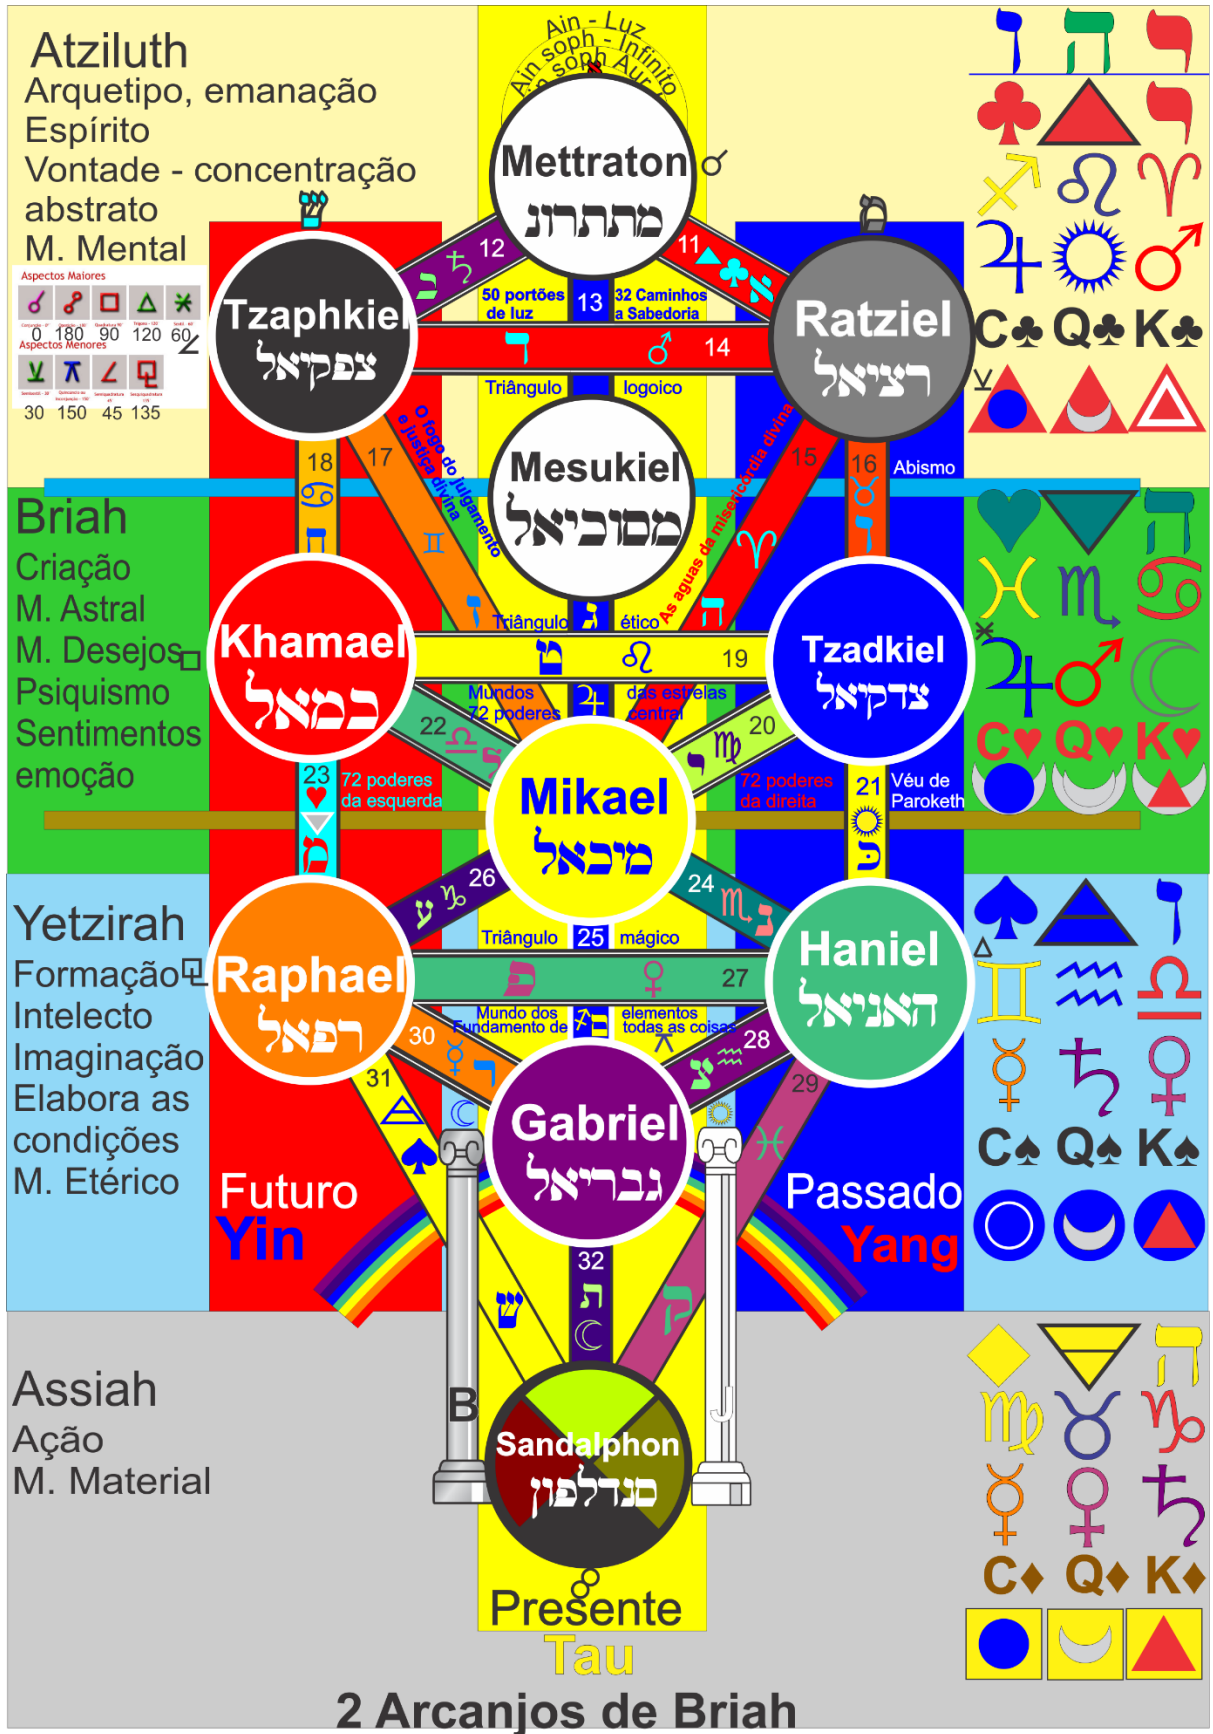 Ain - Luz
Ain soph - Infinito
soph Aur
Atziluth
Arquetipo, emanação
Espírito
Vontade - concentração
abstrato
M. Mental
Aspectos Maiores
0 180 90 120 60
Aspectos Menores
30 150 45 135
ו ה י
י
C♣ Q♣ K♣
Mettraton
מתתרונ
ש
מ
12
כ
11
א
Tzaphkiel
צפקיאל
50 portões
de luz
13
32 Caminhos
a Sabedoria
Ratziel
רציאל
ד
14
Triângulo
logoico
O fogo do julgamento
e justiça divina
As aguas da misericórdia divina
Mesukiel
מסוכיאל
18
17
15
16
Abismo
ח
ז
ה
ו
Briah
Criação
M. Astral
M. Desejos
Psiquismo
Sentimentos
emoção
ה
C♥ Q♥ K♥
Khamael
כמאל
Triângulo
ג
ético
Tzadkiel
צדקיאל
ט
19
Mundos
72 poderes
das estrelas
central
22
ל
20
י
23
72 poderes
da esquerda
מ
Mikael
מיכאל
72 poderes
da direita
21
Véu de
Paroketh
Yetzirah
Formação
Intelecto
Imaginação
Elabora as
condições
M. Etérico
ו
C♠ Q♠ K♠
26
ע
24
נ
Triângulo
25
mágico
Raphael
רפאל
Haniel
האניאל
פ
27
Mundo dos
Fundamento de
elementos
todas as coisas
30
ר
28
צ
31
29
Gabriel
גבריאל
Futuro
Yin
Passado
Yang
32
ת
ש
ק
Assiah
Ação
M. Material
B
J
Sandalphon
סנדלפון
ה
C♦ Q♦ K♦
Presente
Tau
2 Arcanjos de Briah